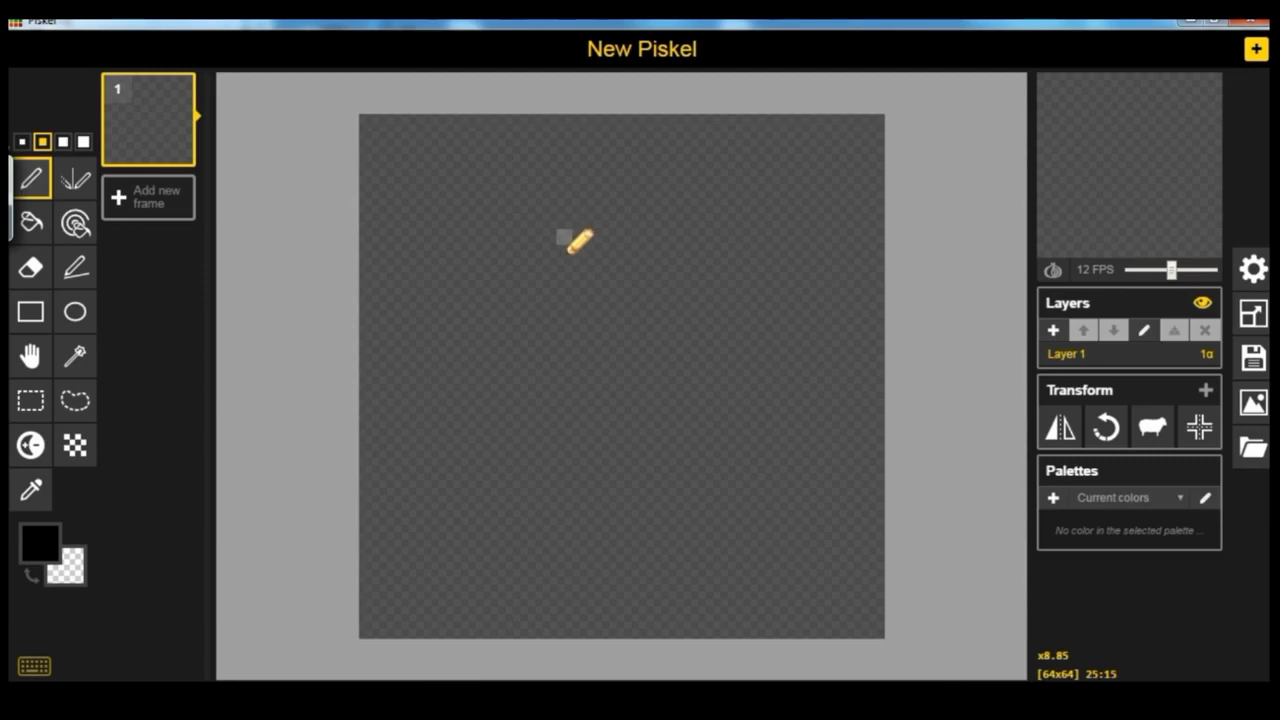 Piskel
New Piskel
1
Add new
frame
12 FPS
Layers
Layer 1
1α
Transform
Palettes
Current colors
No color in the selected palette ...
x8.85
[64x64] 25:15